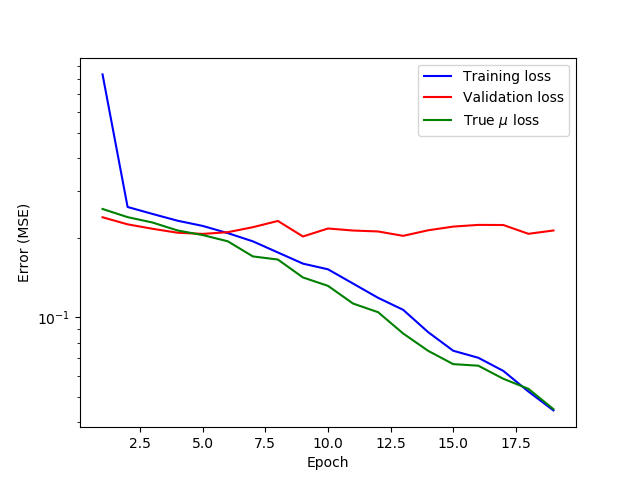 Training loss
Validation loss
True μ loss
Error (MSE)
10⁻¹
2.5 5.0 7.5 10.0 12.5 15.0 17.5
Epoch